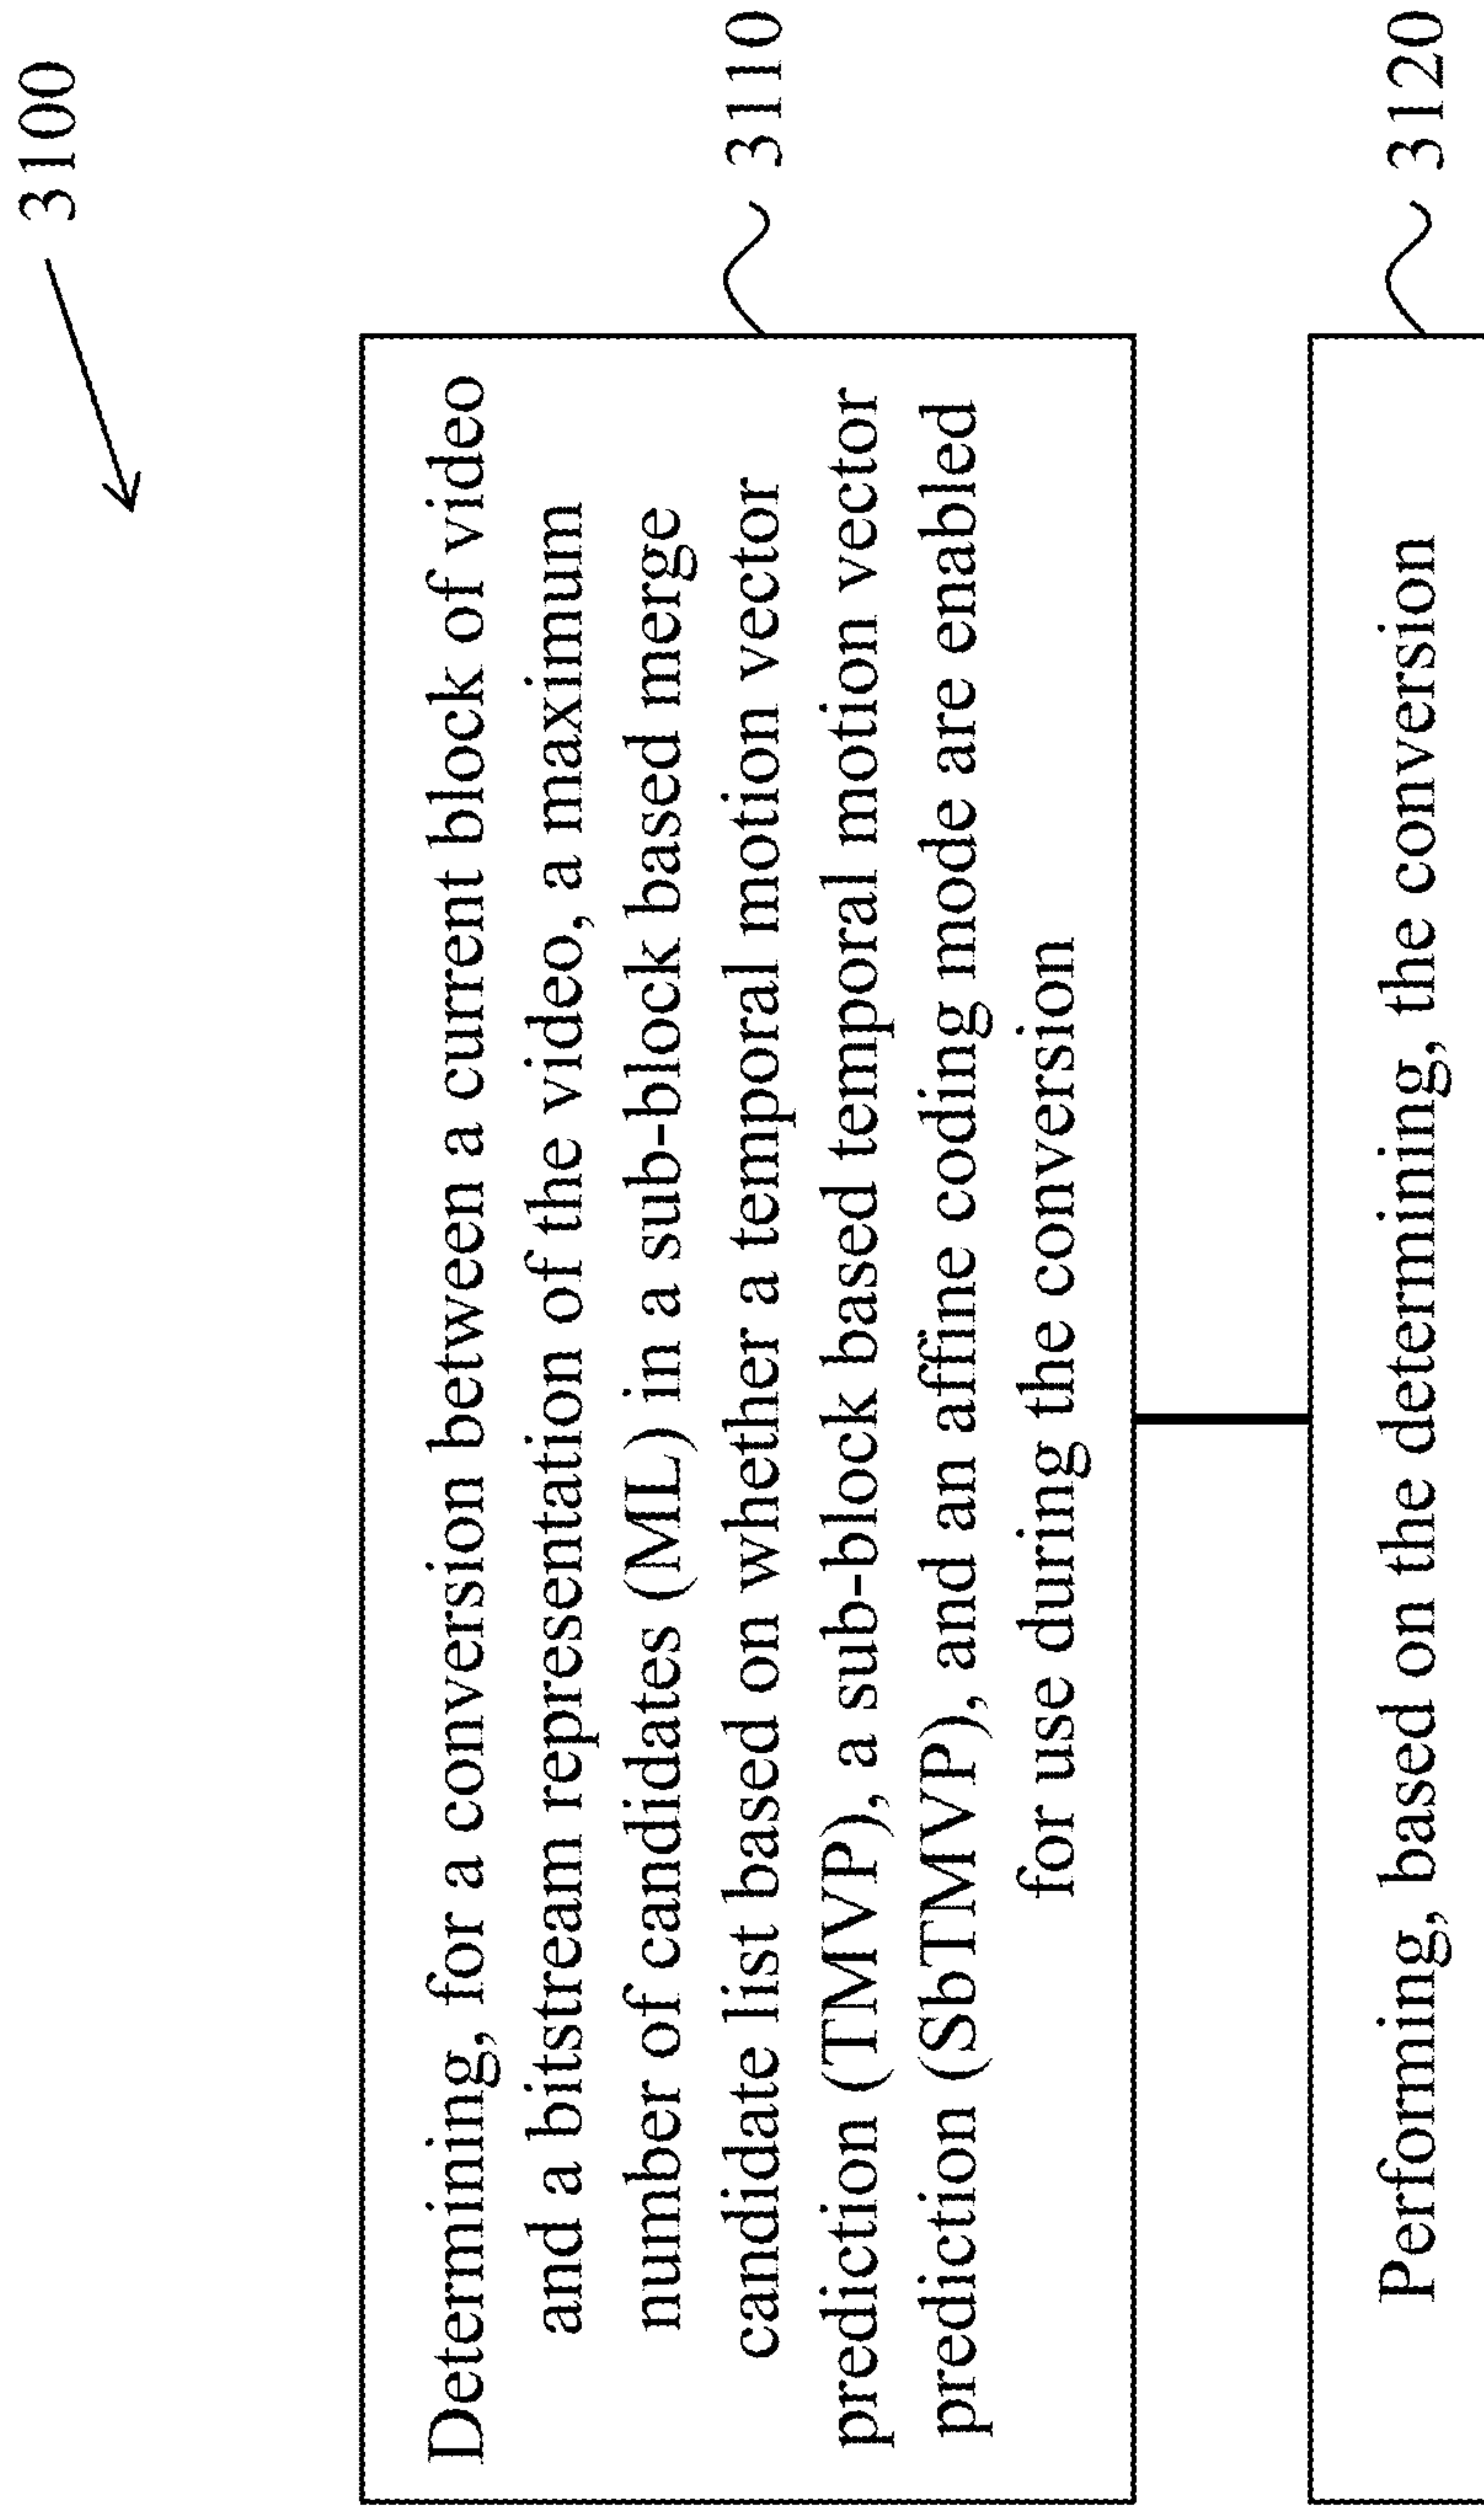 3100
Determining, for a conversion between a current block of video
and a bitstream representation of the video, a maximum
number of candidates (ML) in a sub-block based merge
candidate list based on whether a temporal motion vector
prediction (TMVP), a sub-block based temporal motion vector
prediction (SbTMVP), and an affine coding mode are enabled
for use during the conversion
3110
Performing, based on the determining, the conversion
3120